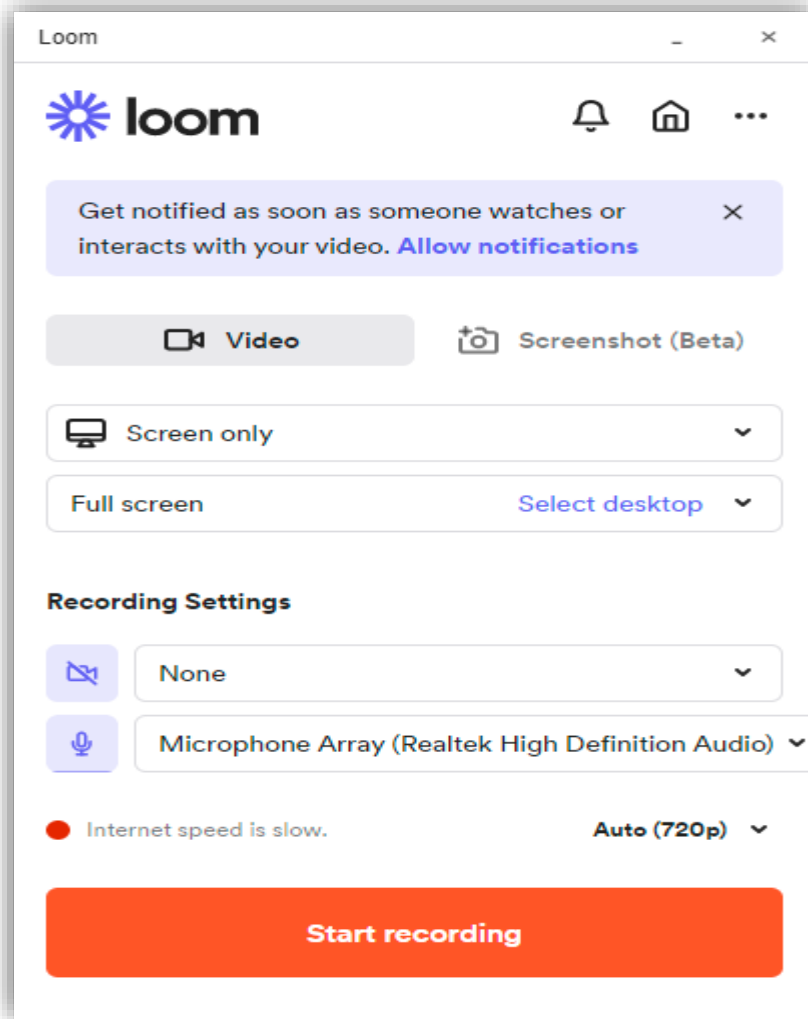 Loom
loom
Get notified as soon as someone watches or
interacts with your video. Allow notifications
Video
Screenshot (Beta)
Screen only
Full screen
Select desktop
Recording Settings
None
Microphone Array (Realtek High Definition Audio)
Internet speed is slow.
Auto (720p)
Start recording